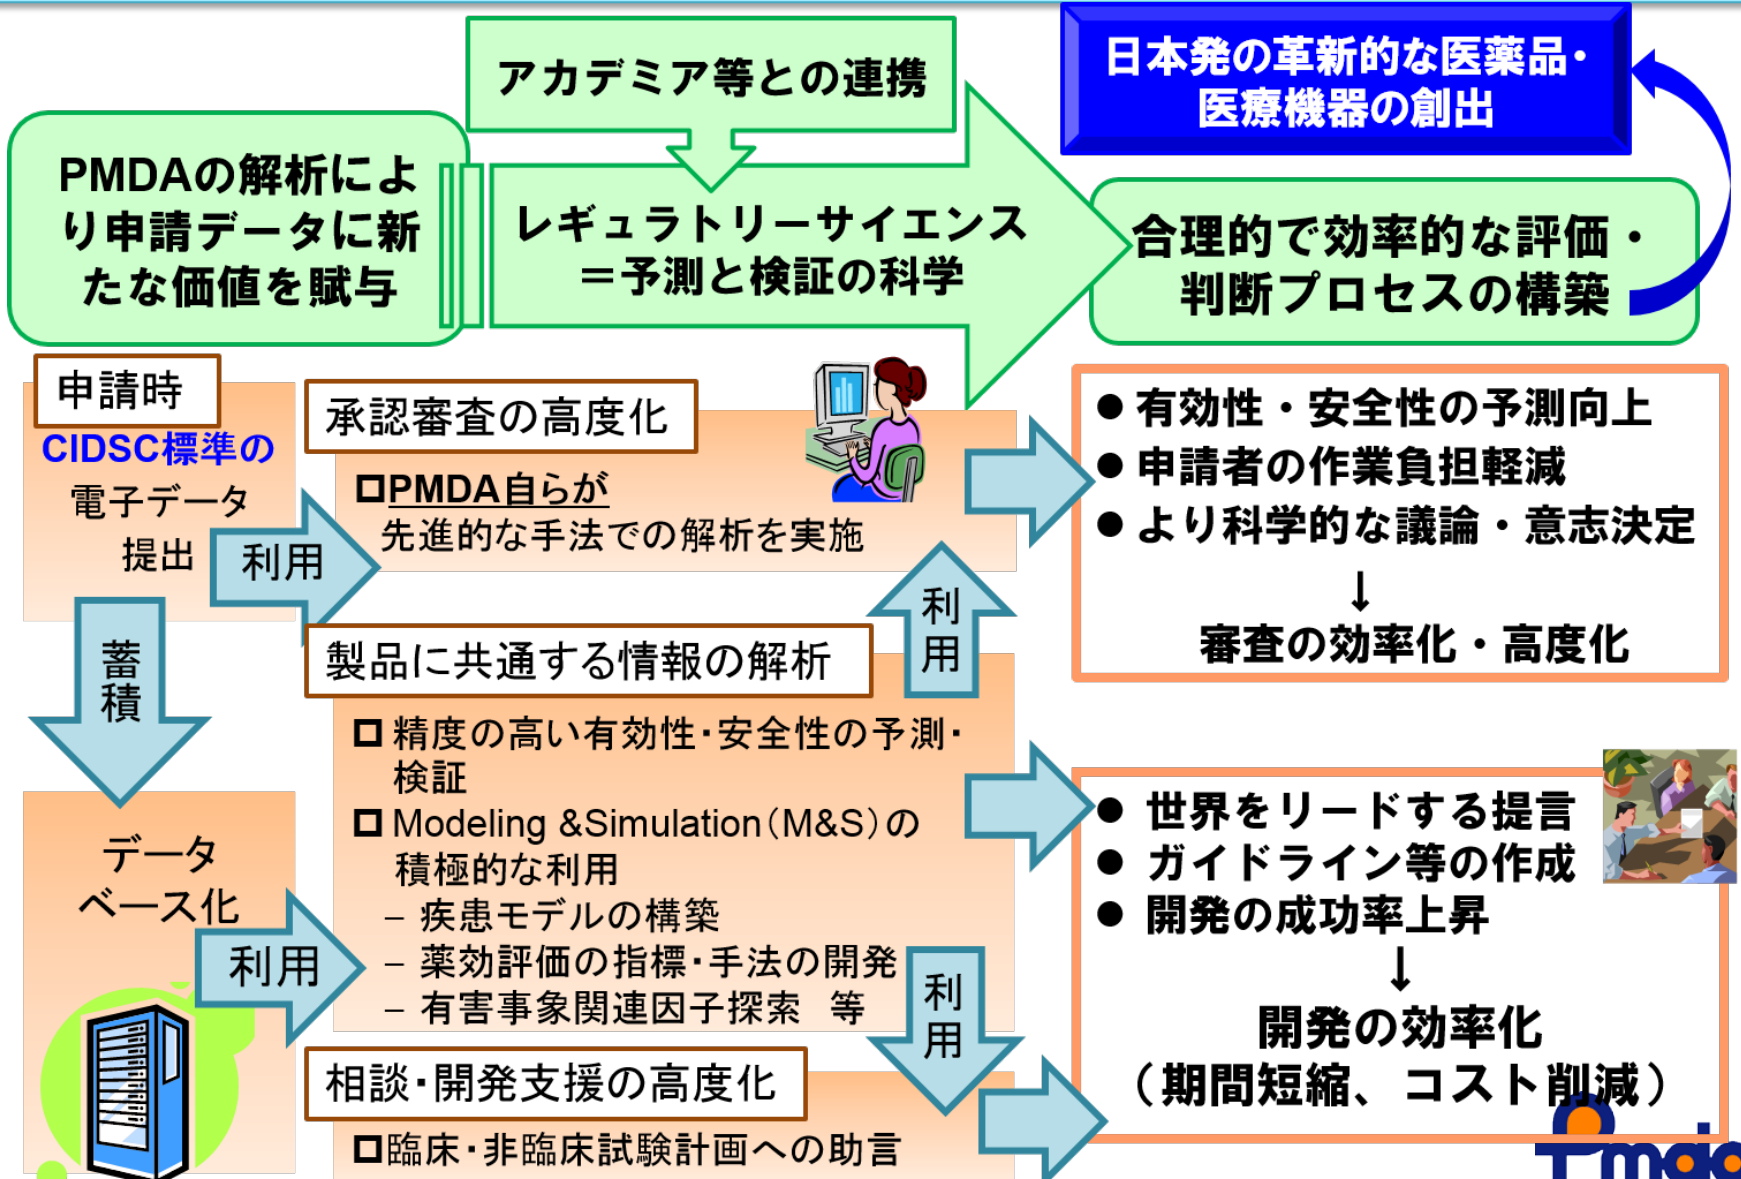 アカデミア等との連携
日本発の革新的な医薬品・
医療機器の創出
PMDAの解析によ
り申請データに新
たな価値を賦与
レギュラトリーサイエンス
＝予測と検証の科学
合理的で効率的な評価・
判断プロセスの構築
申請時
CIDSC標準の
電子データ
提出
利用
蓄積
データ
ベース化
利用
承認審査の高度化
□PMDA自らが
先進的な手法での解析を実施
利用
製品に共通する情報の解析
□ 精度の高い有効性・安全性の予測・
検証
□ Modeling &Simulation（M&S）の
積極的な利用
– 疾患モデルの構築
– 薬効評価の指標・手法の開発
– 有害事象関連因子探索　等
利用
相談・開発支援の高度化
□臨床・非臨床試験計画への助言
● 有効性・安全性の予測向上
● 申請者の作業負担軽減
● より科学的な議論・意志決定
↓
審査の効率化・高度化
● 世界をリードする提言
● ガイドライン等の作成
● 開発の成功率上昇
↓
開発の効率化
（期間短縮、コスト削減）
Pmda